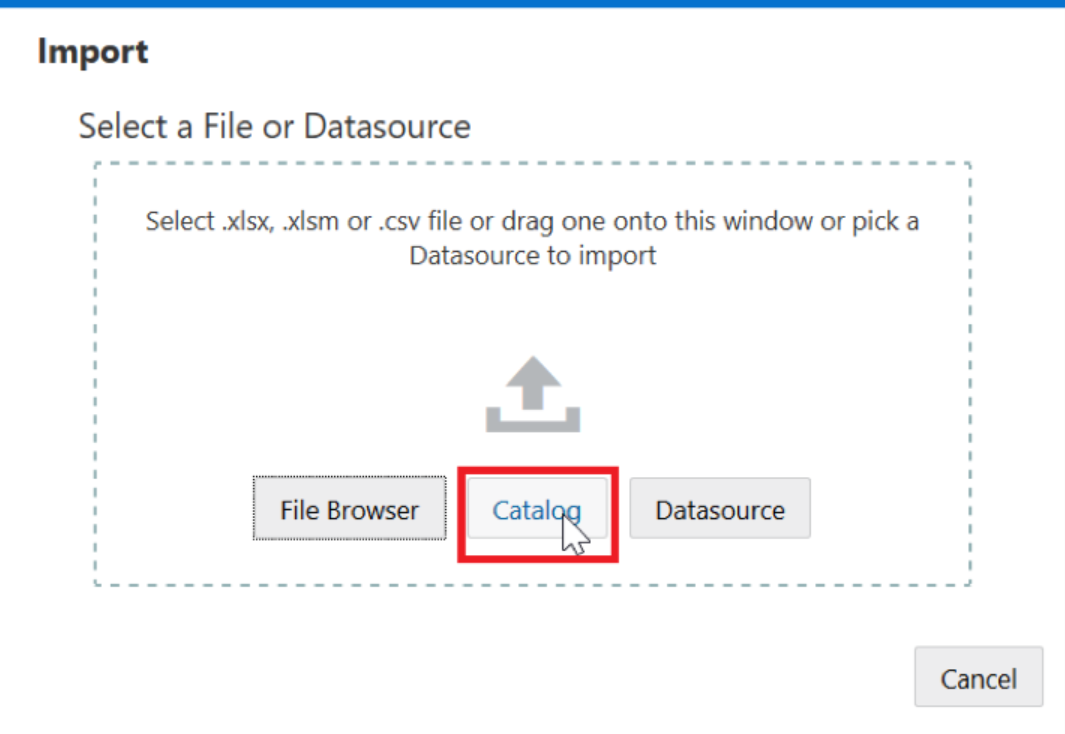 Import
Select a File or Datasource
Select .xlsx, .xlsm or .csv file or drag one onto this window or pick a
Datasource to import
File Browser
Catalog
Datasource
Cancel